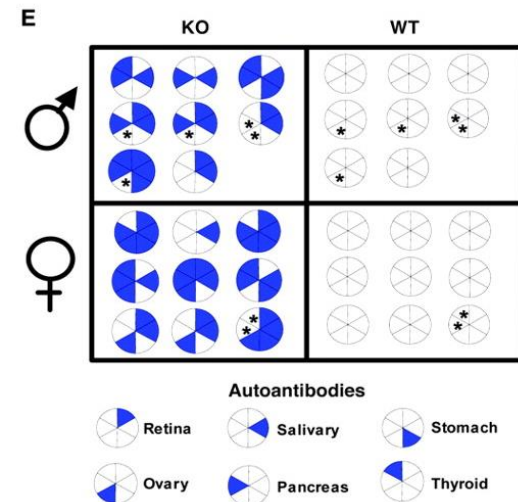 E
KO WT
* * * * * * * * *
* * *
* * * *
Autoantibodies
Retina Salivary Stomach
Ovary Pancreas Thyroid